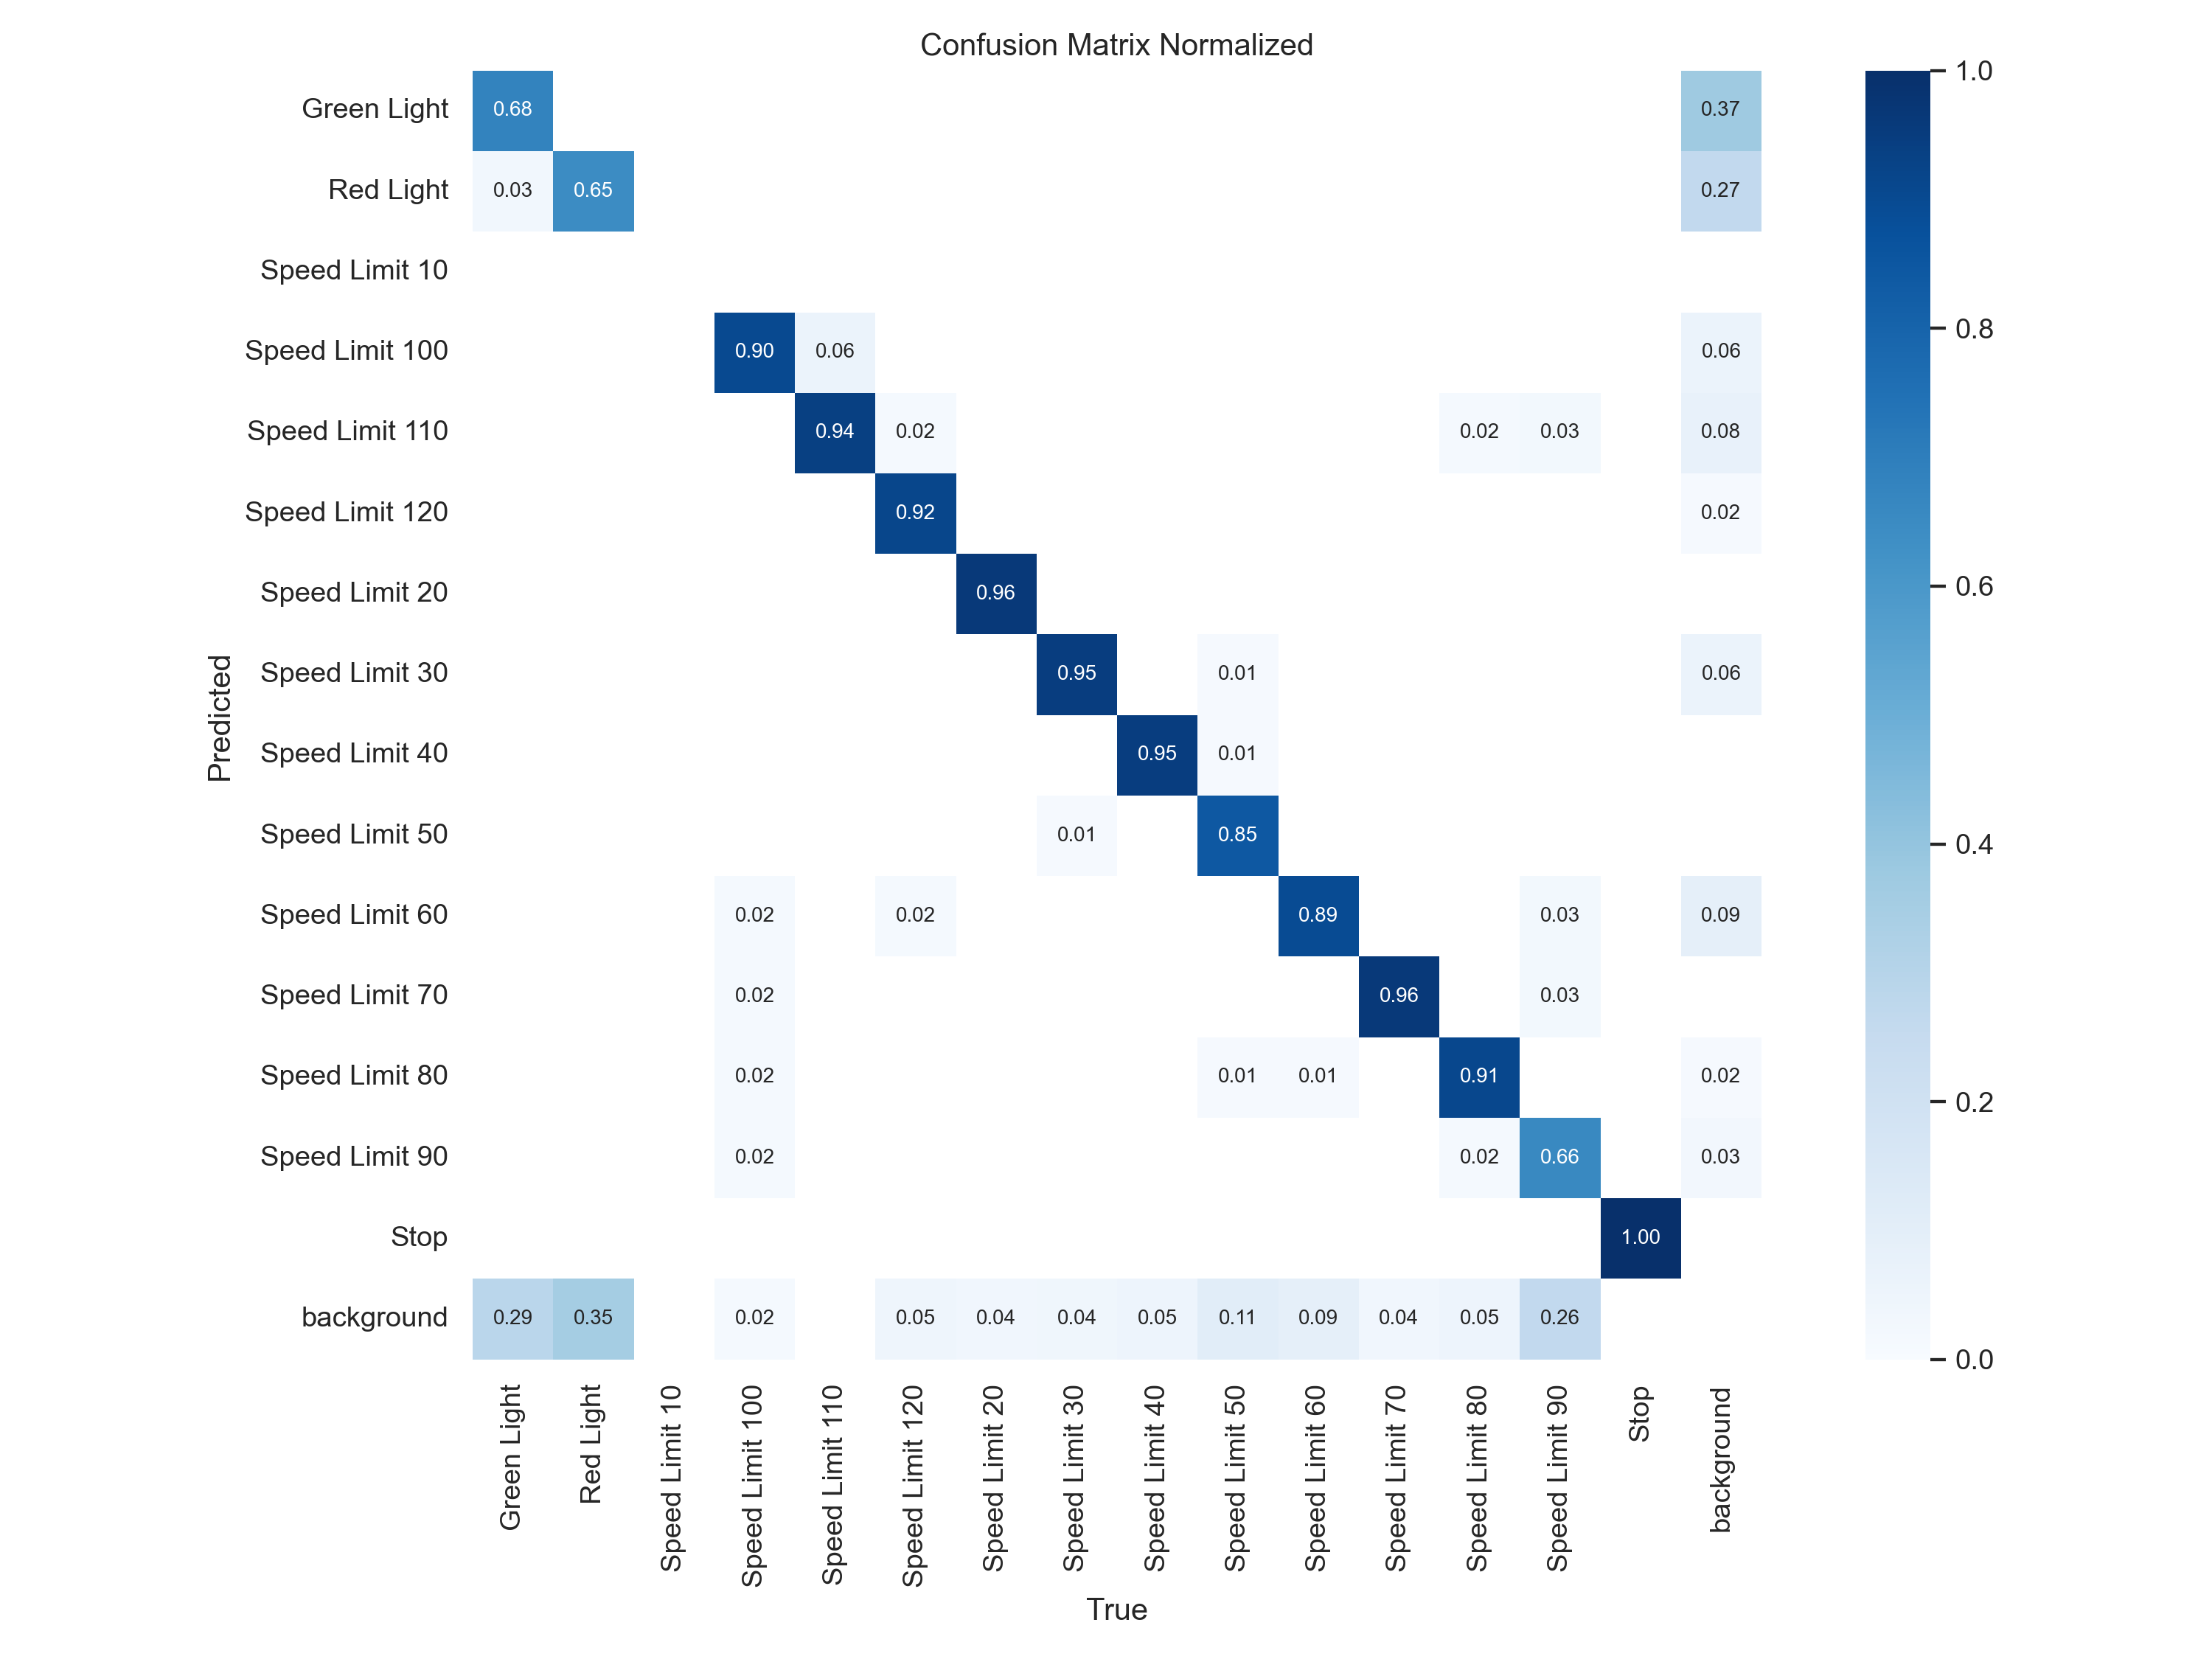 Confusion Matrix Normalized
Green Light 0.68 0.37 1.0
Red Light 0.03 0.65 0.27
Speed Limit 10
Speed Limit 100 0.90 0.06 0.06 0.8
Speed Limit 110 0.94 0.02 0.02 0.03 0.08
Speed Limit 120 0.92 0.02
Speed Limit 20 0.96 0.6
Speed Limit 30 0.95 0.01 0.06
Predicted
Speed Limit 40 0.95 0.01
Speed Limit 50 0.01 0.85 0.4
Speed Limit 60 0.02 0.02 0.89 0.03 0.09
Speed Limit 70 0.02 0.96 0.03
Speed Limit 80 0.02 0.01 0.01 0.91 0.02
0.2
Speed Limit 90 0.02 0.02 0.66 0.03
Stop 1.00
background 0.29 0.35 0.02 0.05 0.04 0.04 0.05 0.11 0.09 0.04 0.05 0.26
0.0
Green Light
Red Light
Speed Limit 10
Speed Limit 100
Speed Limit 110
Speed Limit 120
Speed Limit 20
Speed Limit 30
Speed Limit 40
Speed Limit 50
Speed Limit 60
Speed Limit 70
Speed Limit 80
Speed Limit 90
Stop
background
True